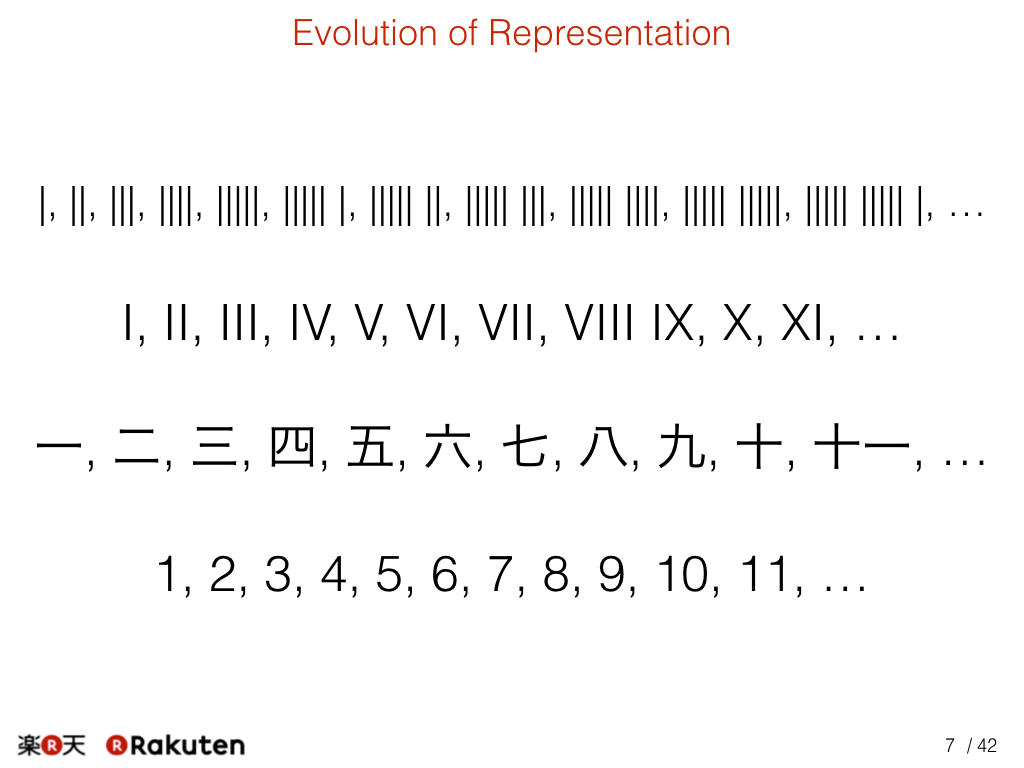 Evolution of Representation
|, ||, |||, ||||, |||||, ||||| |, ||||| ||, ||||| |||, ||||| ||||, ||||| |||||, ||||| ||||| |, …
I, II, III, IV, V, VI, VII, VIII IX, X, XI, …
一, 二, 三, 四, 五, 六, 七, 八, 九, 十, 十一, …
1, 2, 3, 4, 5, 6, 7, 8, 9, 10, 11, …
楽R天 R Rakuten 7 / 42